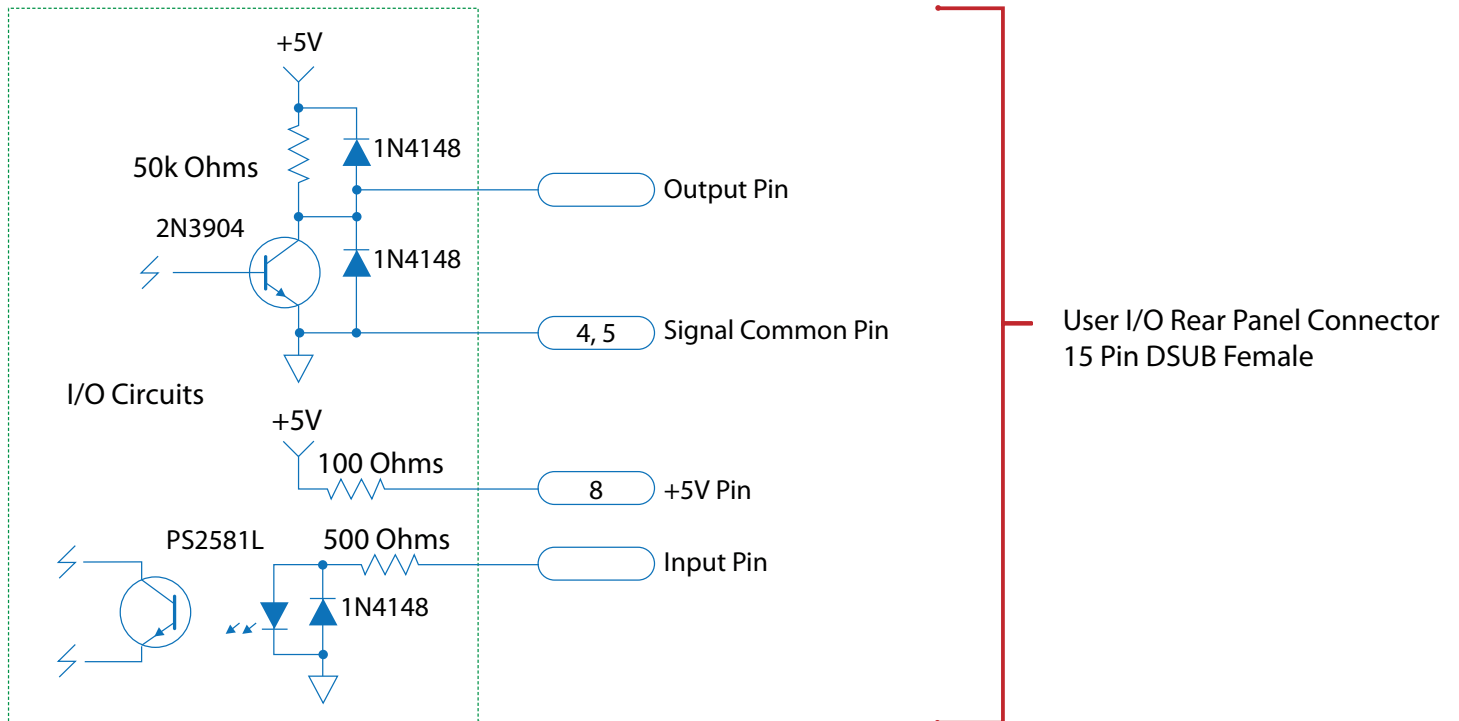 +5V
1N4148
50k Ohms
Output Pin
2N3904
1N4148
4, 5
Signal Common Pin
User I/O Rear Panel Connector
15 Pin DSUB Female
I/O Circuits
+5V
100 Ohms
8
+5V Pin
PS2581L
500 Ohms
Input Pin
1N4148